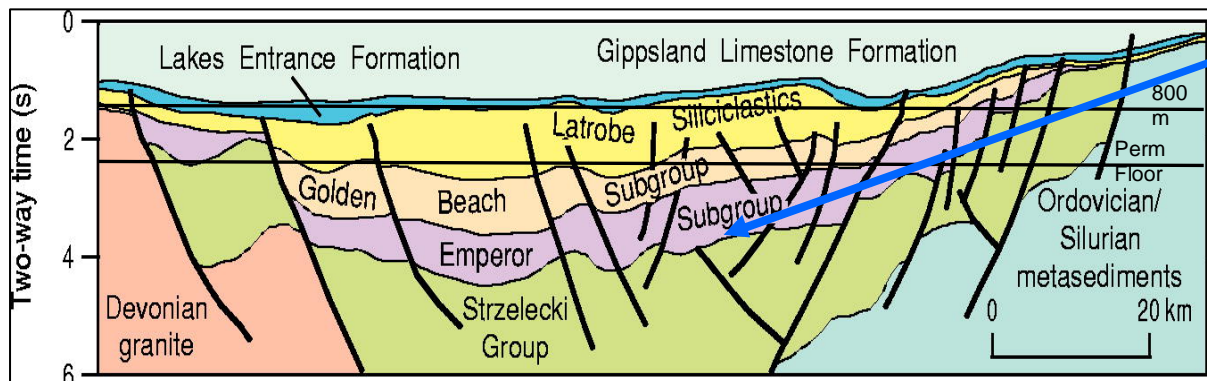 0
2
4
6
Two-way time (s)
Lakes Entrance Formation
Gippsland Limestone Formation
800
m
Latrobe
Siliciclastics
Perm
Floor
Golden
Beach
Subgroup
Emperor
Subgroup
Ordovician/
Silurian
metasediments
Devonian
granite
Strzelecki
Group
0
20 km